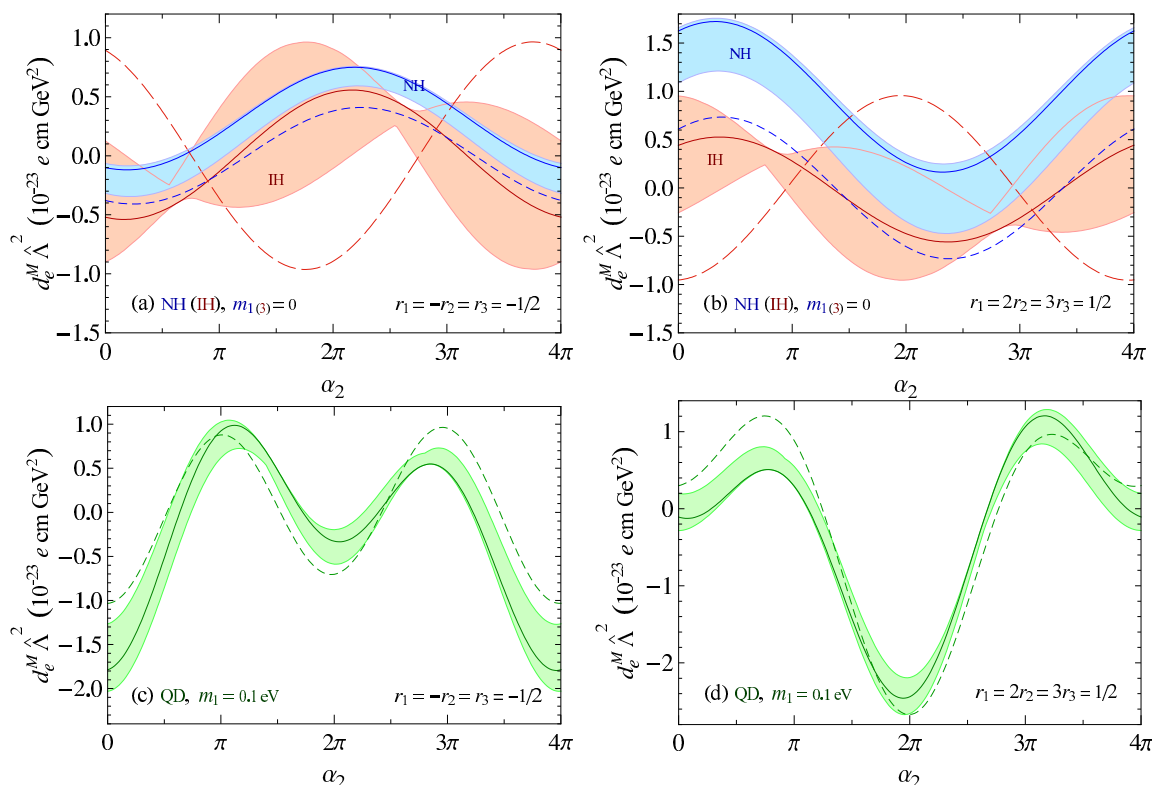 d_e^M Λ̂^2 (10^−23 e cm GeV^2)
1.0
0.5
0.0
−0.5
−1.0
−1.5
NH
IH
(a) NH (IH), m_1(3) = 0
r_1 = −r_2 = r_3 = −1/2
0 π 2π 3π 4π
α_2
d_e^M Λ̂^2 (10^−23 e cm GeV^2)
1.5
1.0
0.5
0.0
−0.5
−1.0
−1.5
NH
IH
(b) NH (IH), m_1(3) = 0
r_1 = 2r_2 = 3r_3 = 1/2
0 π 2π 3π 4π
α_2
d_e^M Λ̂^2 (10^−23 e cm GeV^2)
1.0
0.5
0.0
−0.5
−1.0
−1.5
−2.0
(c) QD, m_1 = 0.1 eV
r_1 = −r_2 = r_3 = −1/2
0 π 2π 3π 4π
α_2
d_e^M Λ̂^2 (10^−23 e cm GeV^2)
1
0
−1
−2
(d) QD, m_1 = 0.1 eV
r_1 = 2r_2 = 3r_3 = 1/2
0 π 2π 3π 4π
α_2